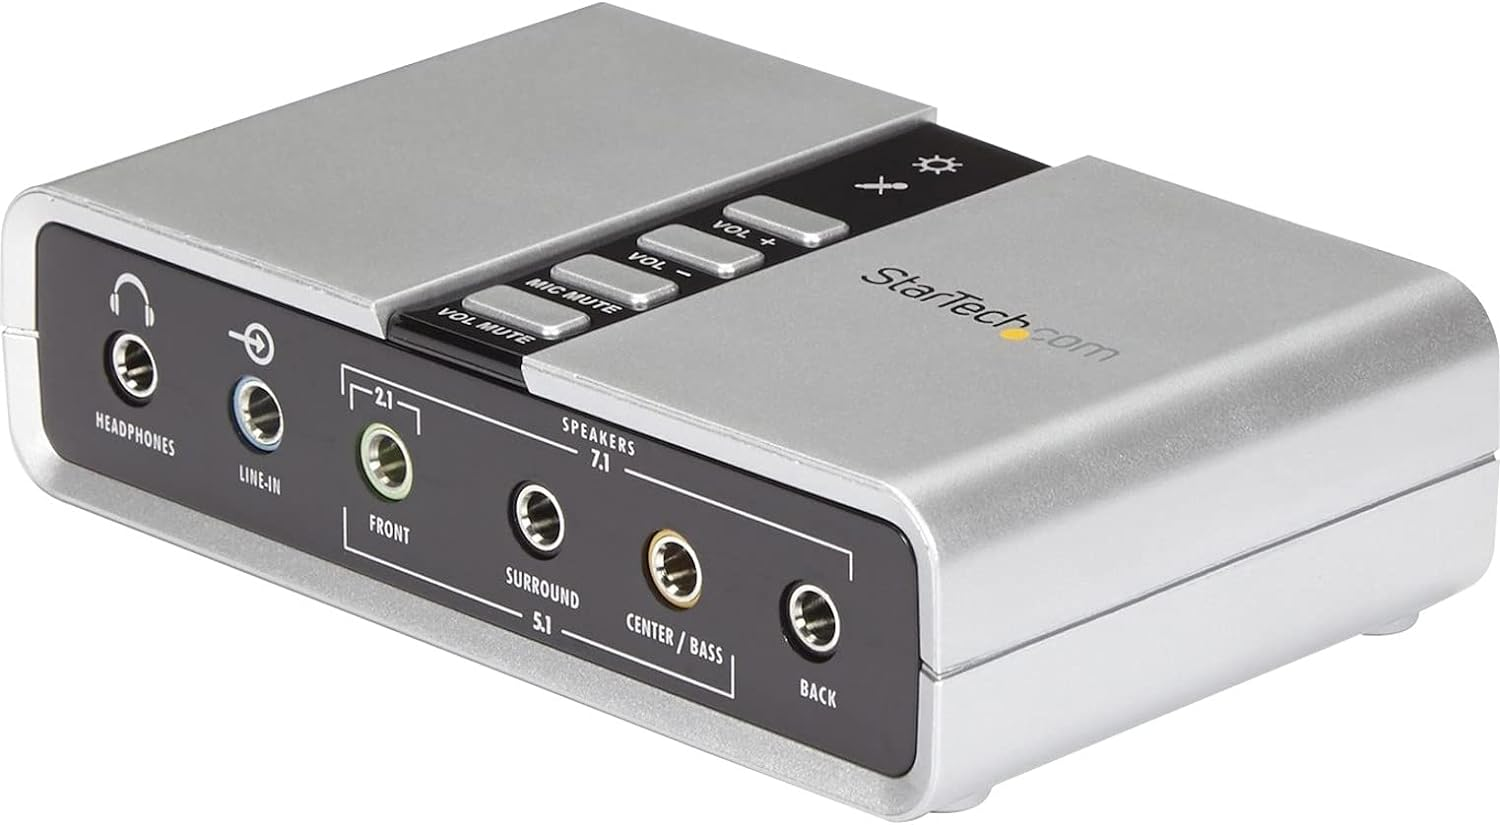 VOL +
VOL −
MIC MUTE
VOL MUTE
StarTech.com
HEADPHONES
LINE-IN
2.1
SPEAKERS
7.1
FRONT
SURROUND
CENTER / BASS
BACK
5.1